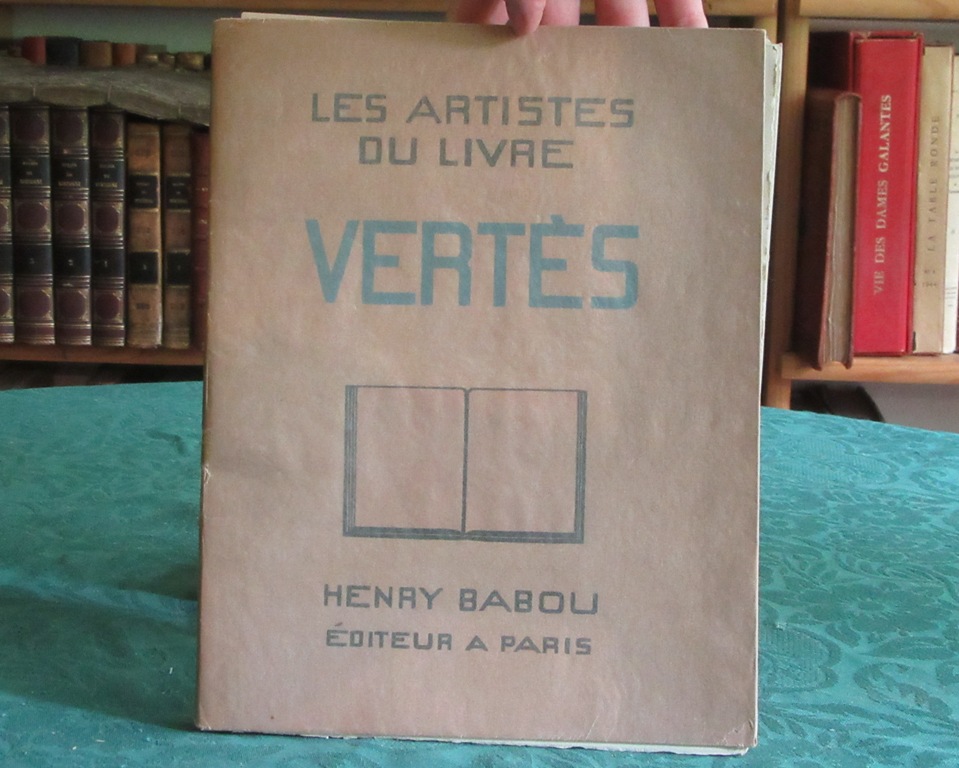 LES ARTISTES
DU LIVRE
VERTÈS
HENRY BABOU
ÉDITEUR A PARIS
VIE DES DAMES GALANTES
LA TABLE RONDE